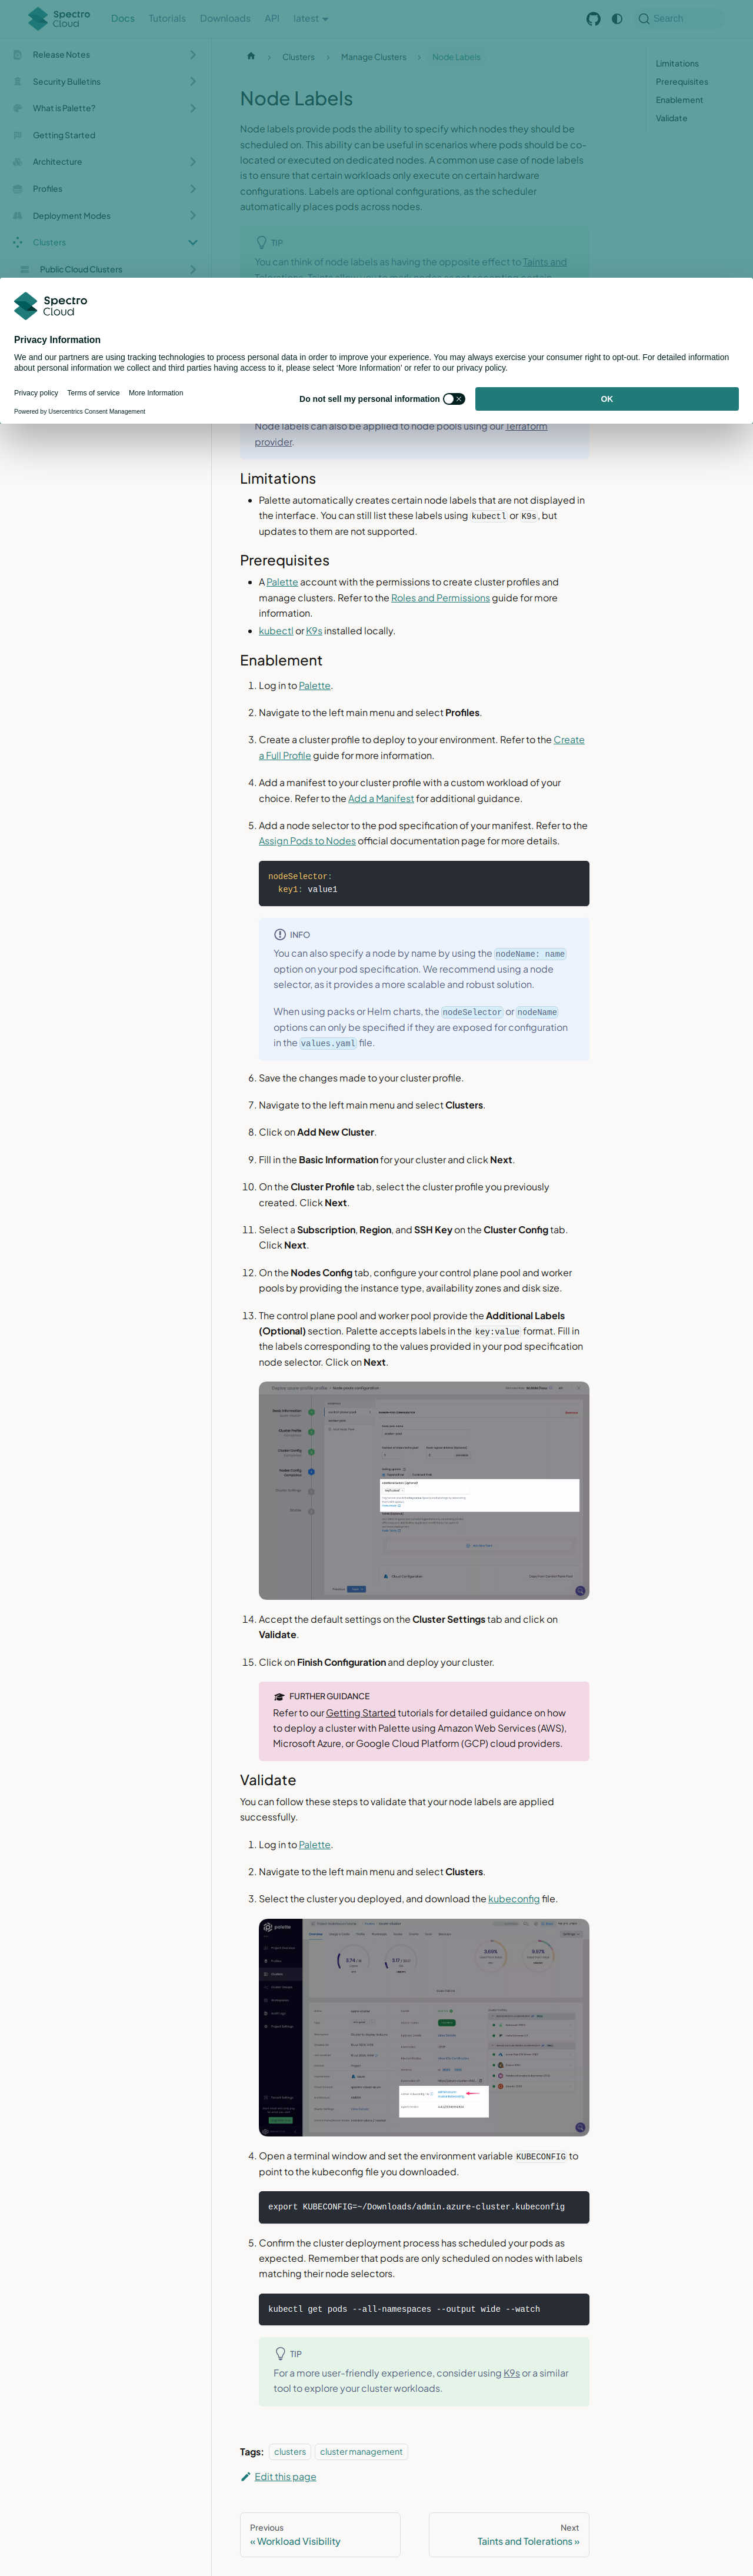 Spectro
Cloud
Docs
Tutorials
Downloads
API
latest
Search
Release Notes
Security Bulletins
What is Palette?
Getting Started
Architecture
Profiles
Deployment Modes
Clusters
Public Cloud Clusters
Clusters
Manage Clusters
Node Labels
Limitations
Prerequisites
Enablement
Validate
Node Labels
Node labels provide pods the ability to specify which nodes they should be
scheduled on. This ability can be useful in scenarios where pods should be co-
located or executed on dedicated nodes. A common use case of node labels
is to ensure that certain workloads only execute on certain hardware
configurations. Labels are optional configurations, as the scheduler
automatically places pods across nodes.
TIP
You can think of node labels as having the opposite effect to Taints and
Tolerations. Taints allow you to mark nodes as not accepting certain
Spectro
Cloud
Privacy Information
We and our partners are using tracking technologies to process personal data in order to improve your experience. You may always exercise your consumer right to opt-out. For detailed information
about personal information we collect and third parties having access to it, please select 'More Information' or refer to our privacy policy.
Privacy policy
Terms of service
More Information
Powered by Usercentrics Consent Management
Do not sell my personal information
OK
Node labels can also be applied to node pools using our Terraform
provider.
Limitations
Palette automatically creates certain node labels that are not displayed in
the interface. You can still list these labels using kubectl or K9s, but
updates to them are not supported.
Prerequisites
A Palette account with the permissions to create cluster profiles and
manage clusters. Refer to the Roles and Permissions guide for more
information.
kubectl or K9s installed locally.
Enablement
1. Log in to Palette.
2. Navigate to the left main menu and select Profiles.
3. Create a cluster profile to deploy to your environment. Refer to the Create
a Full Profile guide for more information.
4. Add a manifest to your cluster profile with a custom workload of your
choice. Refer to the Add a Manifest for additional guidance.
5. Add a node selector to the pod specification of your manifest. Refer to the
Assign Pods to Nodes official documentation page for more details.
nodeSelector:
key1: value1
INFO
You can also specify a node by name by using the nodeName: name
option on your pod specification. We recommend using a node
selector, as it provides a more scalable and robust solution.
When using packs or Helm charts, the nodeSelector or nodeName
options can only be specified if they are exposed for configuration
in the values.yaml file.
6. Save the changes made to your cluster profile.
7. Navigate to the left main menu and select Clusters.
8. Click on Add New Cluster.
9. Fill in the Basic Information for your cluster and click Next.
10. On the Cluster Profile tab, select the cluster profile you previously
created. Click Next.
11. Select a Subscription, Region, and SSH Key on the Cluster Config tab.
Click Next.
12. On the Nodes Config tab, configure your control plane pool and worker
pools by providing the instance type, availability zones and disk size.
13. The control plane pool and worker pool provide the Additional Labels
(Optional) section. Palette accepts labels in the key:value format. Fill in
the labels corresponding to the values provided in your pod specification
node selector. Click on Next.
14. Accept the default settings on the Cluster Settings tab and click on
Validate.
15. Click on Finish Configuration and deploy your cluster.
FURTHER GUIDANCE
Refer to our Getting Started tutorials for detailed guidance on how
to deploy a cluster with Palette using Amazon Web Services (AWS),
Microsoft Azure, or Google Cloud Platform (GCP) cloud providers.
Validate
You can follow these steps to validate that your node labels are applied
successfully.
1. Log in to Palette.
2. Navigate to the left main menu and select Clusters.
3. Select the cluster you deployed, and download the kubeconfig file.
4. Open a terminal window and set the environment variable KUBECONFIG to
point to the kubeconfig file you downloaded.
export KUBECONFIG=~/Downloads/admin.azure-cluster.kubeconfig
5. Confirm the cluster deployment process has scheduled your pods as
expected. Remember that pods are only scheduled on nodes with labels
matching their node selectors.
kubectl get pods --all-namespaces --output wide --watch
TIP
For a more user-friendly experience, consider using K9s or a similar
tool to explore your cluster workloads.
Tags:
clusters
cluster management
Edit this page
Previous
« Workload Visibility
Next
Taints and Tolerations »